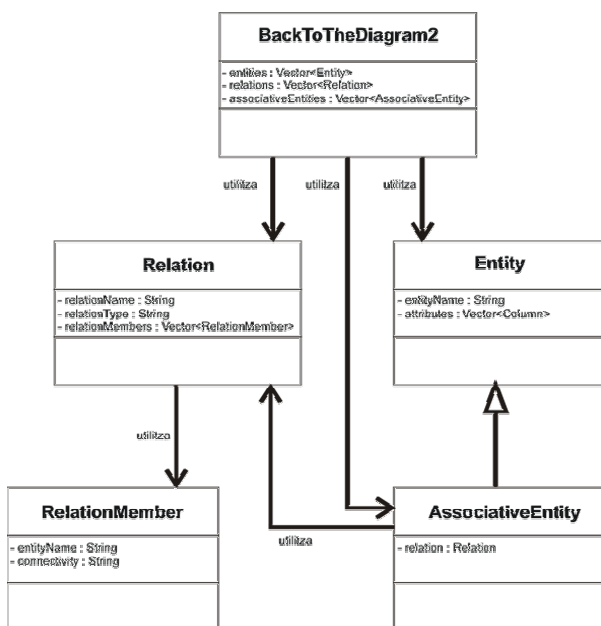 BackToTheDiagram2
- entities : Vector<Entity>
- relations : Vector<Relation>
- associativeEntities : Vector<AssociativeEntity>
utilitza
utilitza
utilitza
Relation
- relationName : String
- relationType : String
- relationMembers : Vector<RelationMember>
Entity
- entityName : String
- attributes : Vector<Column>
utilitza
RelationMember
- entityName : String
- connectivity : String
utilitza
AssociativeEntity
- relation : Relation